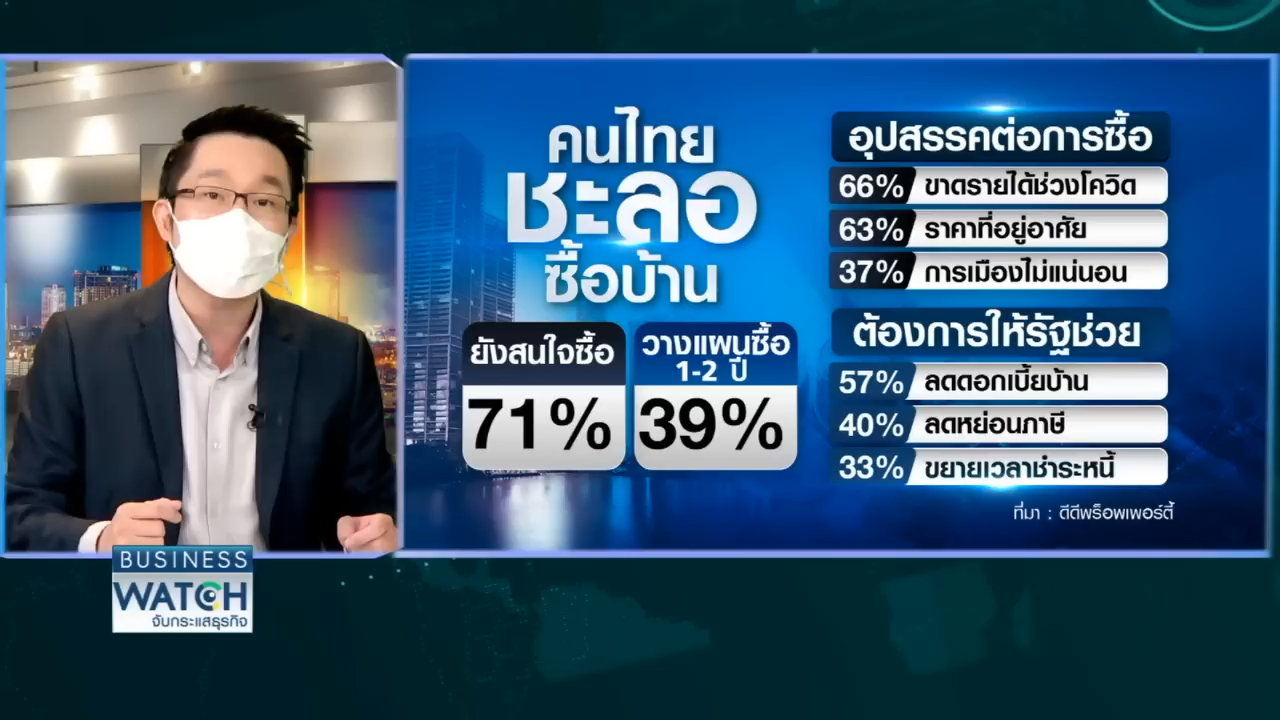 คนไทย
ชะลอ
ซื้อบ้าน
ยังสนใจซื้อ
71%
วางแผนซื้อ
1-2 ปี
39%
อุปสรรคต่อการซื้อ
66% ขาดรายได้ช่วงโควิด
63% ราคาที่อยู่อาศัย
37% การเมืองไม่แน่นอน
ต้องการให้รัฐช่วย
57% ลดดอกเบี้ยบ้าน
40% ลดหย่อนภาษี
33% ขยายเวลาชำระหนี้
ที่มา : ดีดีพร็อพเพอร์ตี้
BUSINESS
WATCH
จับกระแสธุรกิจ